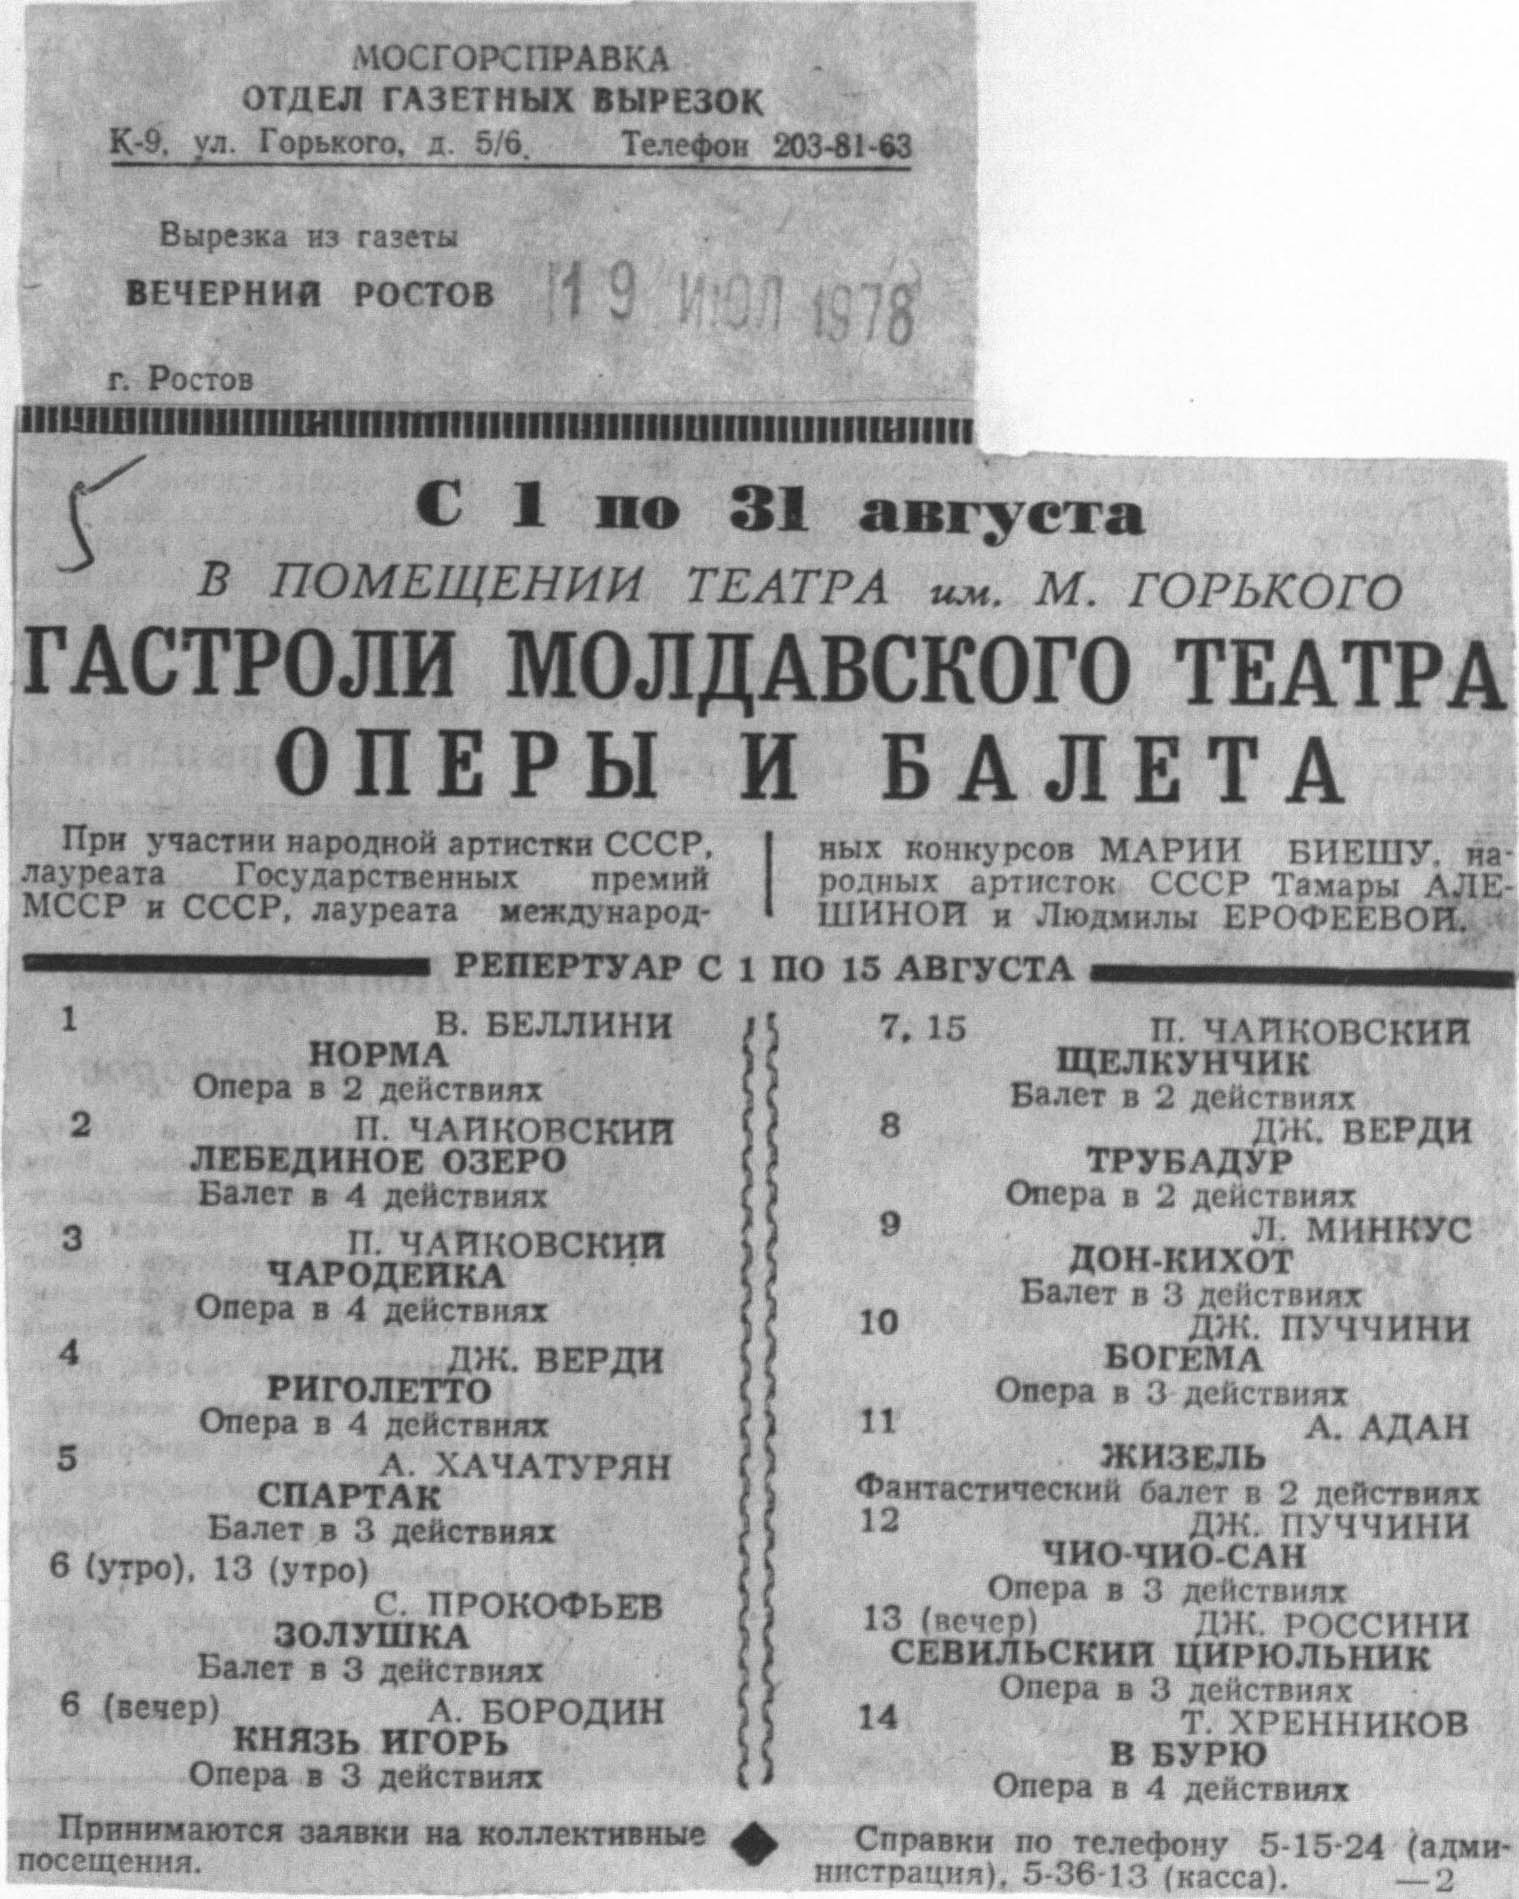 МОСГОРСПРАВКА
ОТДЕЛ ГАЗЕТНЫХ ВЫРЕЗОК
К-9, ул. Горького, д. 5/6. Телефон 203-81-63
Вырезка из газеты
ВЕЧЕРНИЙ РОСТОВ 19 ИЮЛ 1978
г. Ростов
С 1 по 31 августа
В ПОМЕЩЕНИИ ТЕАТРА им. М. ГОРЬКОГО
ГАСТРОЛИ МОЛДАВСКОГО ТЕАТРА
ОПЕРЫ И БАЛЕТА
При участии народной артистки СССР,
лауреата Государственных премий
МССР и СССР, лауреата международ-
ных конкурсов МАРИИ БИЕШУ, на-
родных артисток СССР Тамары АЛЕ-
ШИНОЙ и Людмилы ЕРОФЕЕВОЙ.
РЕПЕРТУАР С 1 ПО 15 АВГУСТА
1 В. БЕЛЛИНИ
НОРМА
Опера в 2 действиях
2 П. ЧАЙКОВСКИЙ
ЛЕБЕДИНОЕ ОЗЕРО
Балет в 4 действиях
3 П. ЧАЙКОВСКИЙ
ЧАРОДЕЙКА
Опера в 4 действиях
4 ДЖ. ВЕРДИ
РИГОЛЕТТО
Опера в 4 действиях
5 А. ХАЧАТУРЯН
СПАРТАК
Балет в 3 действиях
6 (утро), 13 (утро)
С. ПРОКОФЬЕВ
ЗОЛУШКА
Балет в 3 действиях
6 (вечер) А. БОРОДИН
КНЯЗЬ ИГОРЬ
Опера в 3 действиях
7, 15 П. ЧАЙКОВСКИЙ
ЩЕЛКУНЧИК
Балет в 2 действиях
8 ДЖ. ВЕРДИ
ТРУБАДУР
Опера в 2 действиях
9 Л. МИНКУС
ДОН-КИХОТ
Балет в 3 действиях
10 ДЖ. ПУЧЧИНИ
БОГЕМА
Опера в 3 действиях
11 А. АДАН
ЖИЗЕЛЬ
Фантастический балет в 2 действиях
12 ДЖ. ПУЧЧИНИ
ЧИО-ЧИО-САН
Опера в 3 действиях
13 (вечер) ДЖ. РОССИНИ
СЕВИЛЬСКИЙ ЦИРЮЛЬНИК
Опера в 3 действиях
14 Т. ХРЕННИКОВ
В БУРЮ
Опера в 4 действиях
Принимаются заявки на коллективные
посещения.
Справки по телефону 5-15-24 (адми-
нистрация), 5-36-13 (касса). —2